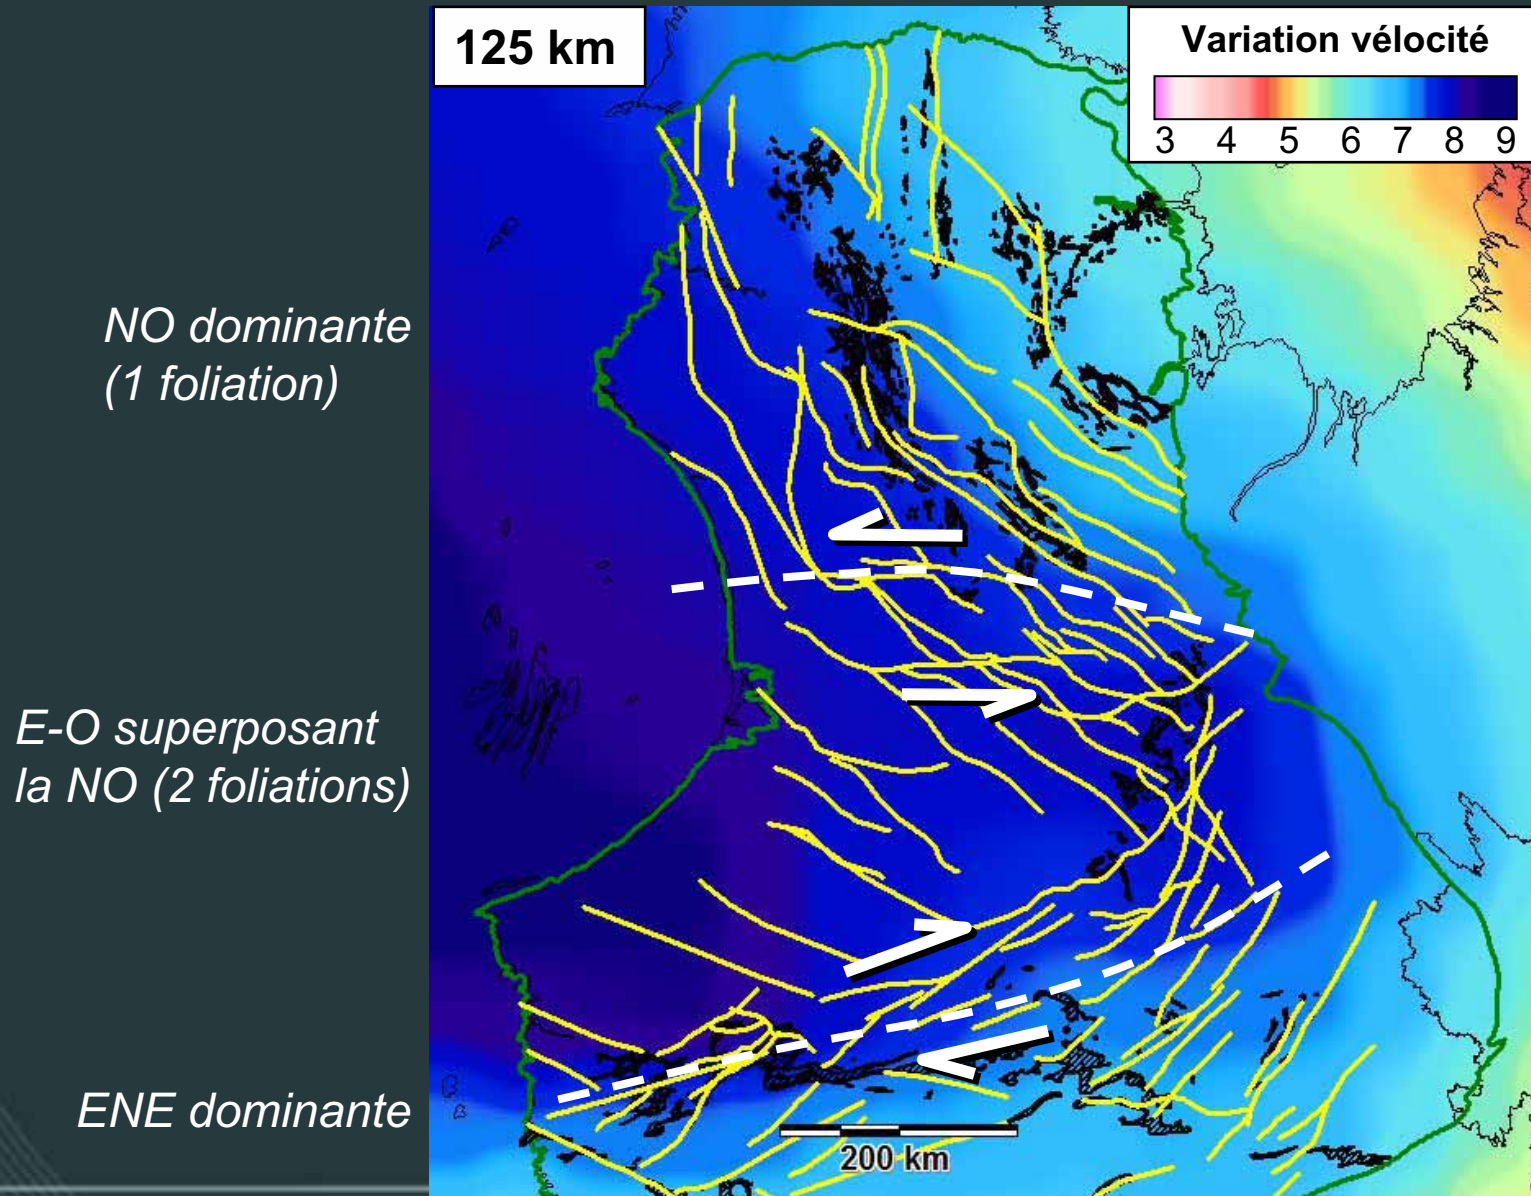 125 km
Variation vélocité
3 4 5 6 7 8 9
NO dominante
(1 foliation)
E-O superposant
la NO (2 foliations)
ENE dominante
200 km